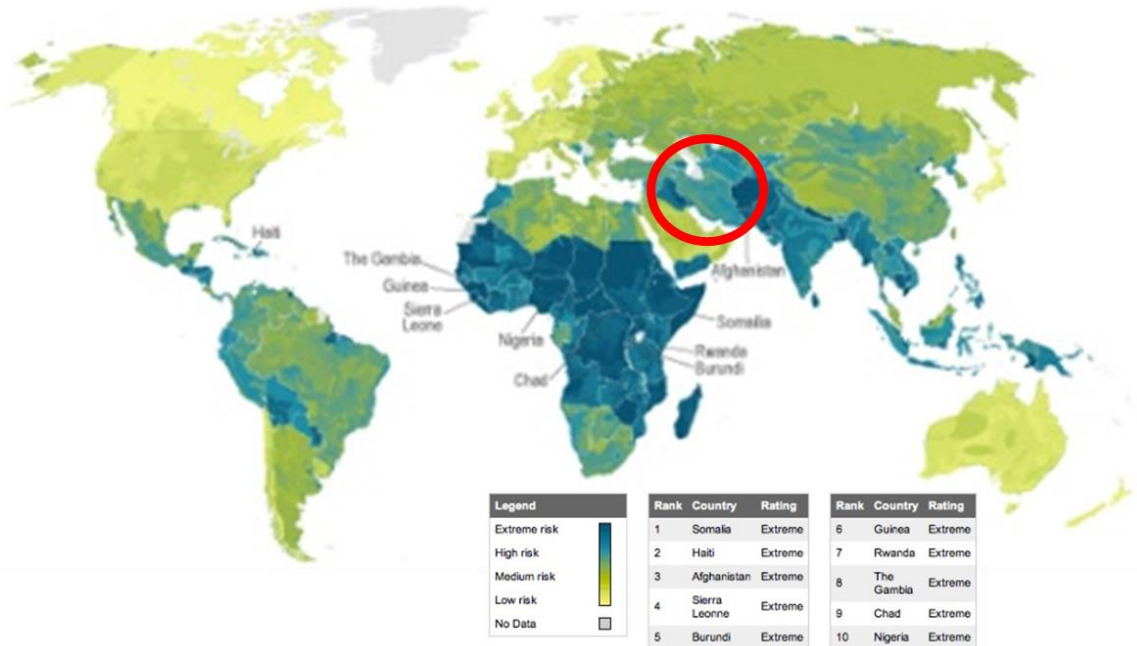 Haiti
The Gambia
Guinea
Sierra
Leone
Nigeria
Chad
Afghanistan
Somailia
Rwanda
Burundi
Legend
Extreme risk
High risk
Medium risk
Low risk
No Data
Rank Country Rating
1 Somalia Extreme
2 Haiti Extreme
3 Afghanistan Extreme
4 Sierra Leonne Extreme
5 Burundi Extreme
Rank Country Rating
6 Guinea Extreme
7 Rwanda Extreme
8 The Gambia Extreme
9 Chad Extreme
10 Nigeria Extreme